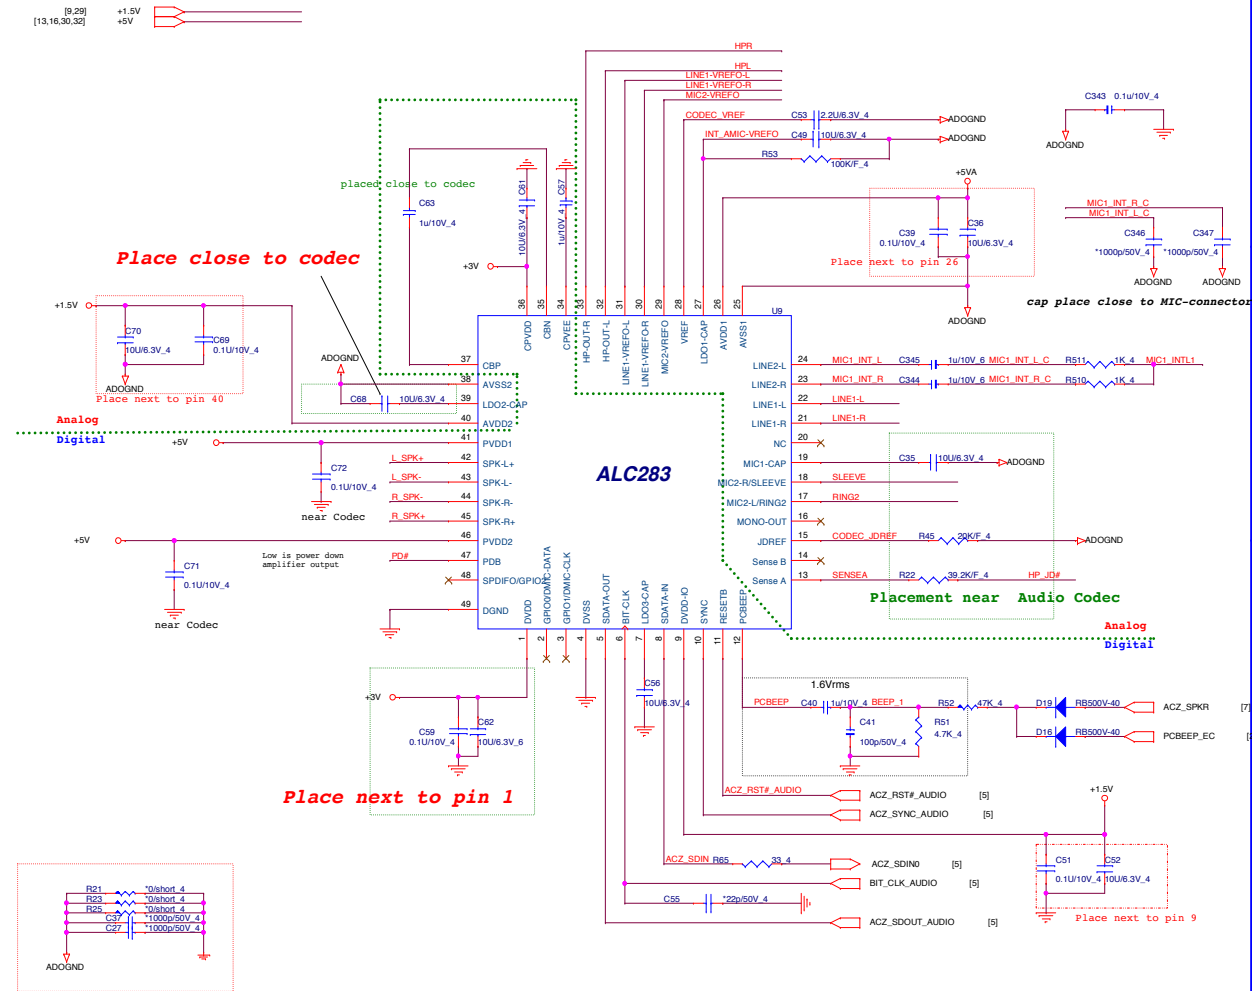 [9,29] +1.5V
[13,16,30,32] +5V
HPR
HPL
LINE1-VREFO-L
LINE1-VREFO-R
MIC2-VREFO
CODEC_VREF C53 2.2U/6.3V_4 ADOGND
INT_AMIC-VREFO C49 10U/6.3V_4 ADOGND
R53 100K/F_4
C343 0.1u/10V_4
ADOGND
+5VA
C39 0.1U/10V_4
C36 10U/6.3V_4
Place next to pin 26
ADOGND
MIC1_INT_R_C
MIC1_INT_L_C
C346 *1000p/50V_4
C347 *1000p/50V_4
ADOGND ADOGND
cap place close to MIC-connector
placed close to codec
C63 1u/10V_4
C61 10U/6.3V_4
C57 1u/10V_4
+3V
Place close to codec
+1.5V
C70 10U/6.3V_4
C69 0.1U/10V_4
ADOGND
Place next to pin 40
ADOGND
C68 10U/6.3V_4
Analog
Digital
+5V
C72 0.1U/10V_4
near Codec
L_SPK+
L_SPK-
R_SPK-
R_SPK+
+5V
C71 0.1U/10V_4
near Codec
Low is power down
amplifier output
PD#
U9
ALC283
36 CPVDD
35 CBN
34 CPVEE
33 HP-OUT-R
32 HP-OUT-L
31 LINE1-VREFO-L
30 LINE1-VREFO-R
29 MIC2-VREFO
28 VREF
27 LDO1-CAP
26 AVDD1
25 AVSS1
37 CBP
38 AVSS2
39 LDO2-CAP
40 AVDD2
41 PVDD1
42 SPK-L+
43 SPK-L-
44 SPK-R-
45 SPK-R+
46 PVDD2
47 PDB
48 SPDIFO/GPIO2
49 DGND
LINE2-L 24
LINE2-R 23
LINE1-L 22
LINE1-R 21
NC 20
MIC1-CAP 19
MIC2-R/SLEEVE 18
MIC2-L/RING2 17
MONO-OUT 16
JDREF 15
Sense B 14
Sense A 13
DVDD 1
GPIO0/DMIC-DATA 2
GPIO1/DMIC-CLK 3
DVSS 4
SDATA-OUT 5
BIT-CLK 6
LDO3-CAP 7
SDATA-IN 8
DVDD-IO 9
SYNC 10
RESETB 11
PCBEEP 12
MIC1_INT_L C345 1u/10V_6 MIC1_INT_L_C R511 1K_4 MIC1_INTL1
MIC1_INT_R C344 1u/10V_6 MIC1_INT_R_C R510 1K_4
LINE1-L
LINE1-R
C35 10U/6.3V_4 ADOGND
SLEEVE
RING2
CODEC_JDREF R45 20K/F_4 ADOGND
SENSEA R22 39.2K/F_4 HP_JD#
Placement near Audio Codec
Analog
Digital
+3V
C59 0.1U/10V_4
C62 10U/6.3V_6
Place next to pin 1
C56 10U/6.3V_4
1.6Vrms
PCBEEP C40 1u/10V_4 BEEP_1 R52 47K_4
C41 100p/50V_4
R51 4.7K_4
D19 RB500V-40 ACZ_SPKR [7]
D16 RB500V-40 PCBEEP_EC
ACZ_RST#_AUDIO ACZ_RST#_AUDIO [5]
ACZ_SYNC_AUDIO [5]
+1.5V
ACZ_SDIN R65 33_4 ACZ_SDIN0 [5]
BIT_CLK_AUDIO [5]
C55 *22p/50V_4
ACZ_SDOUT_AUDIO [5]
C51 0.1U/10V_4
C52 10U/6.3V_4
Place next to pin 9
R21 *0/short_4
R23 *0/short_4
R25 *0/short_4
C37 *1000p/50V_4
C27 *1000p/50V_4
ADOGND